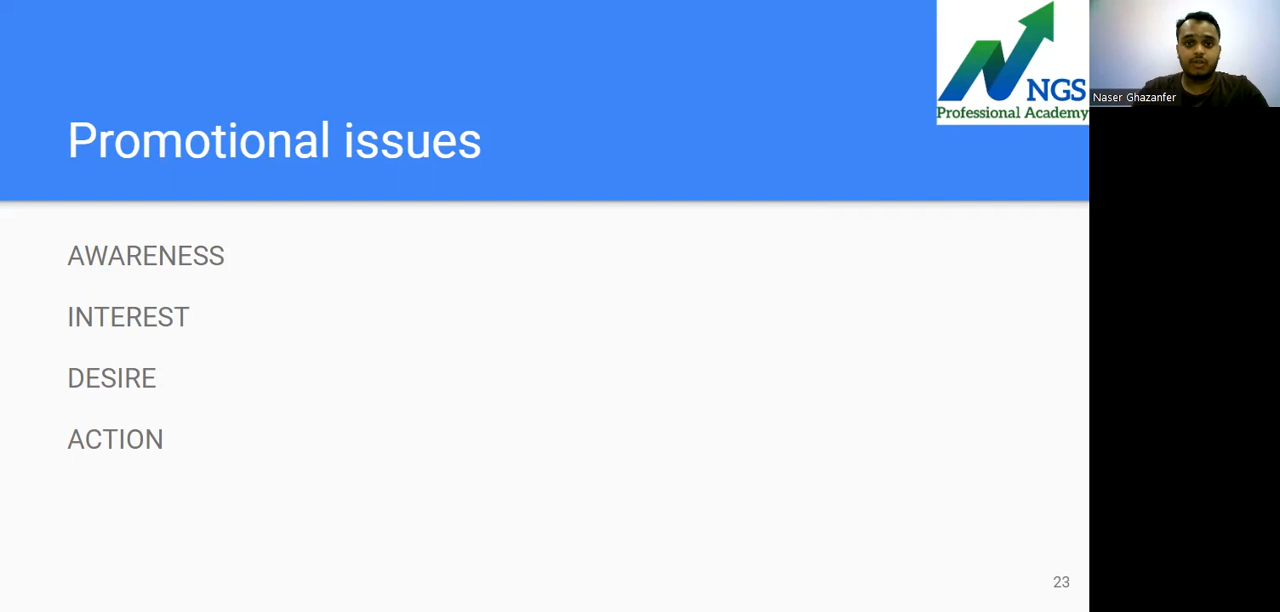 NGS
Professional Academy
Naser Ghazanfer
Promotional issues
AWARENESS
INTEREST
DESIRE
ACTION
23